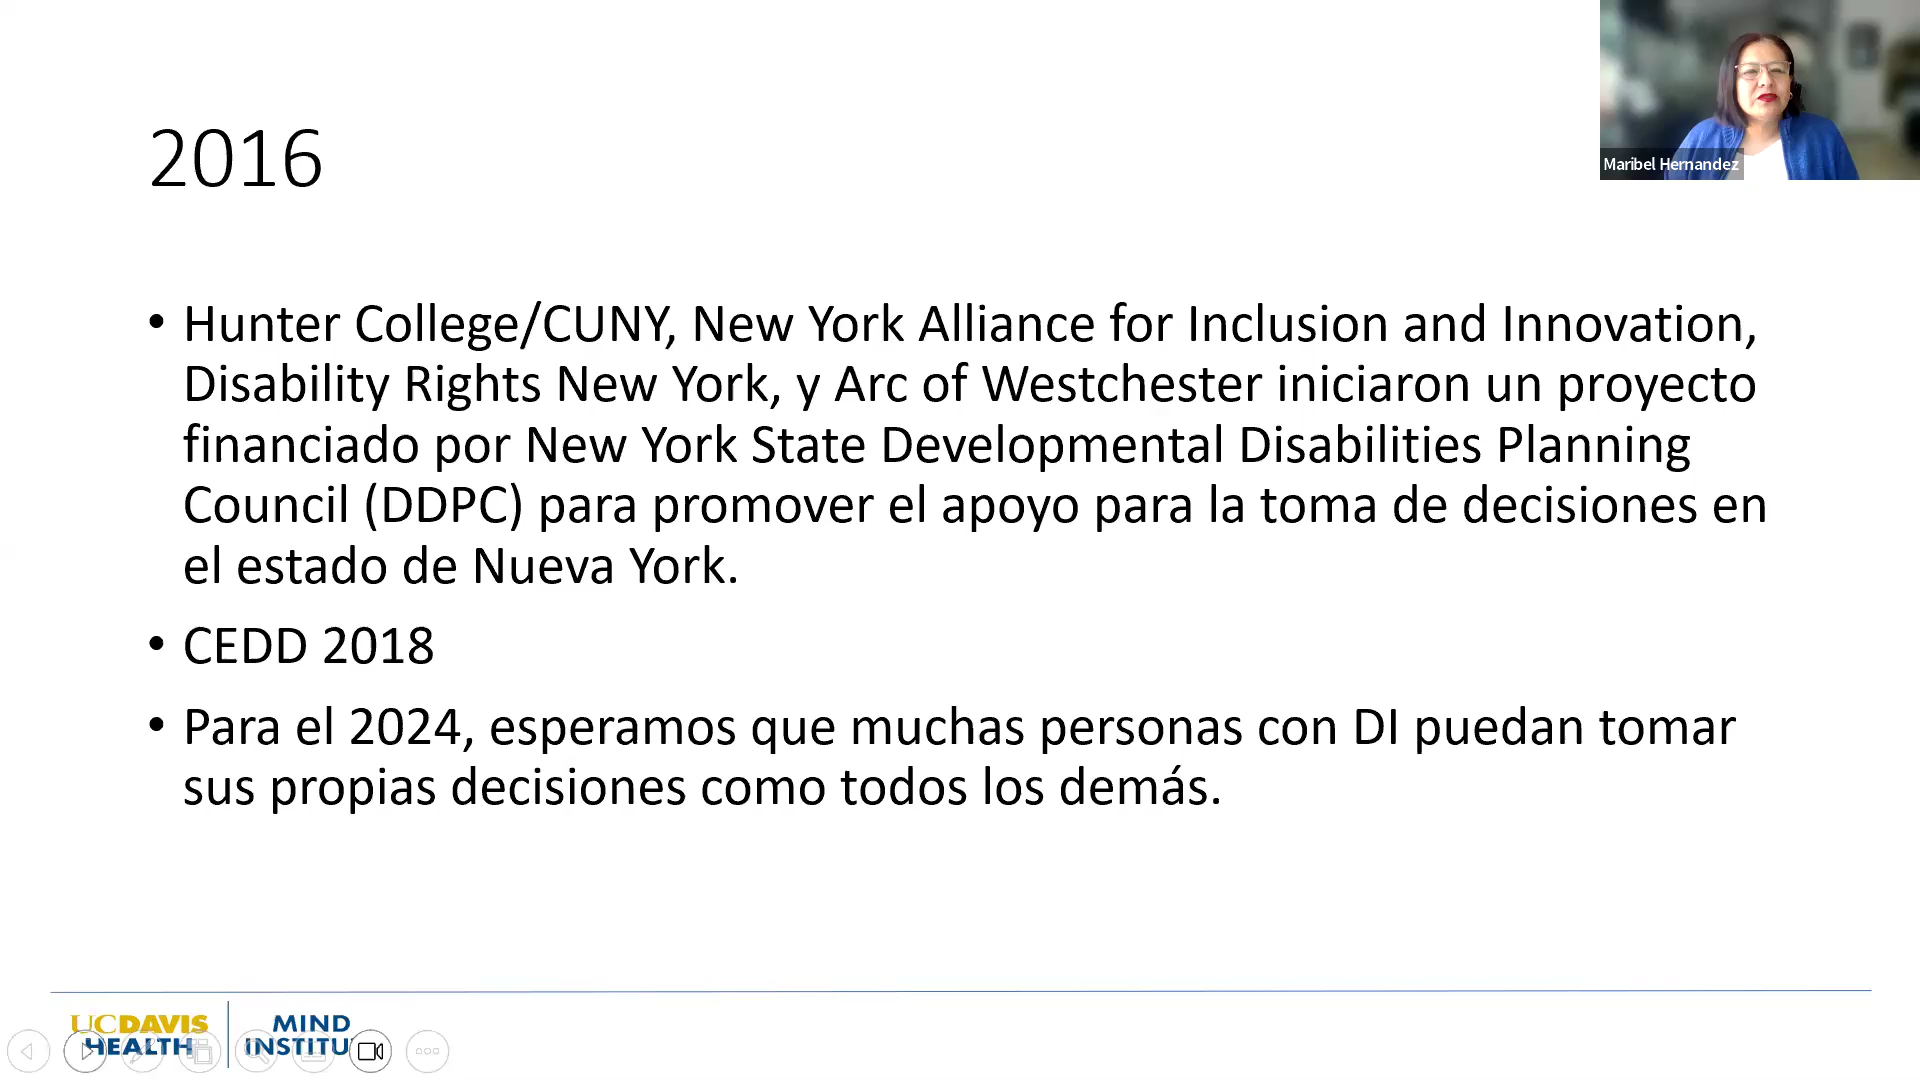 Maribel Hernandez
2016
• Hunter College/CUNY, New York Alliance for Inclusion and Innovation,
Disability Rights New York, y Arc of Westchester iniciaron un proyecto
financiado por New York State Developmental Disabilities Planning
Council (DDPC) para promover el apoyo para la toma de decisiones en
el estado de Nueva York.
• CEDD 2018
• Para el 2024, esperamos que muchas personas con DI puedan tomar
sus propias decisiones como todos los demás.
UCDAVIS
HEALTH
MIND
INSTITU